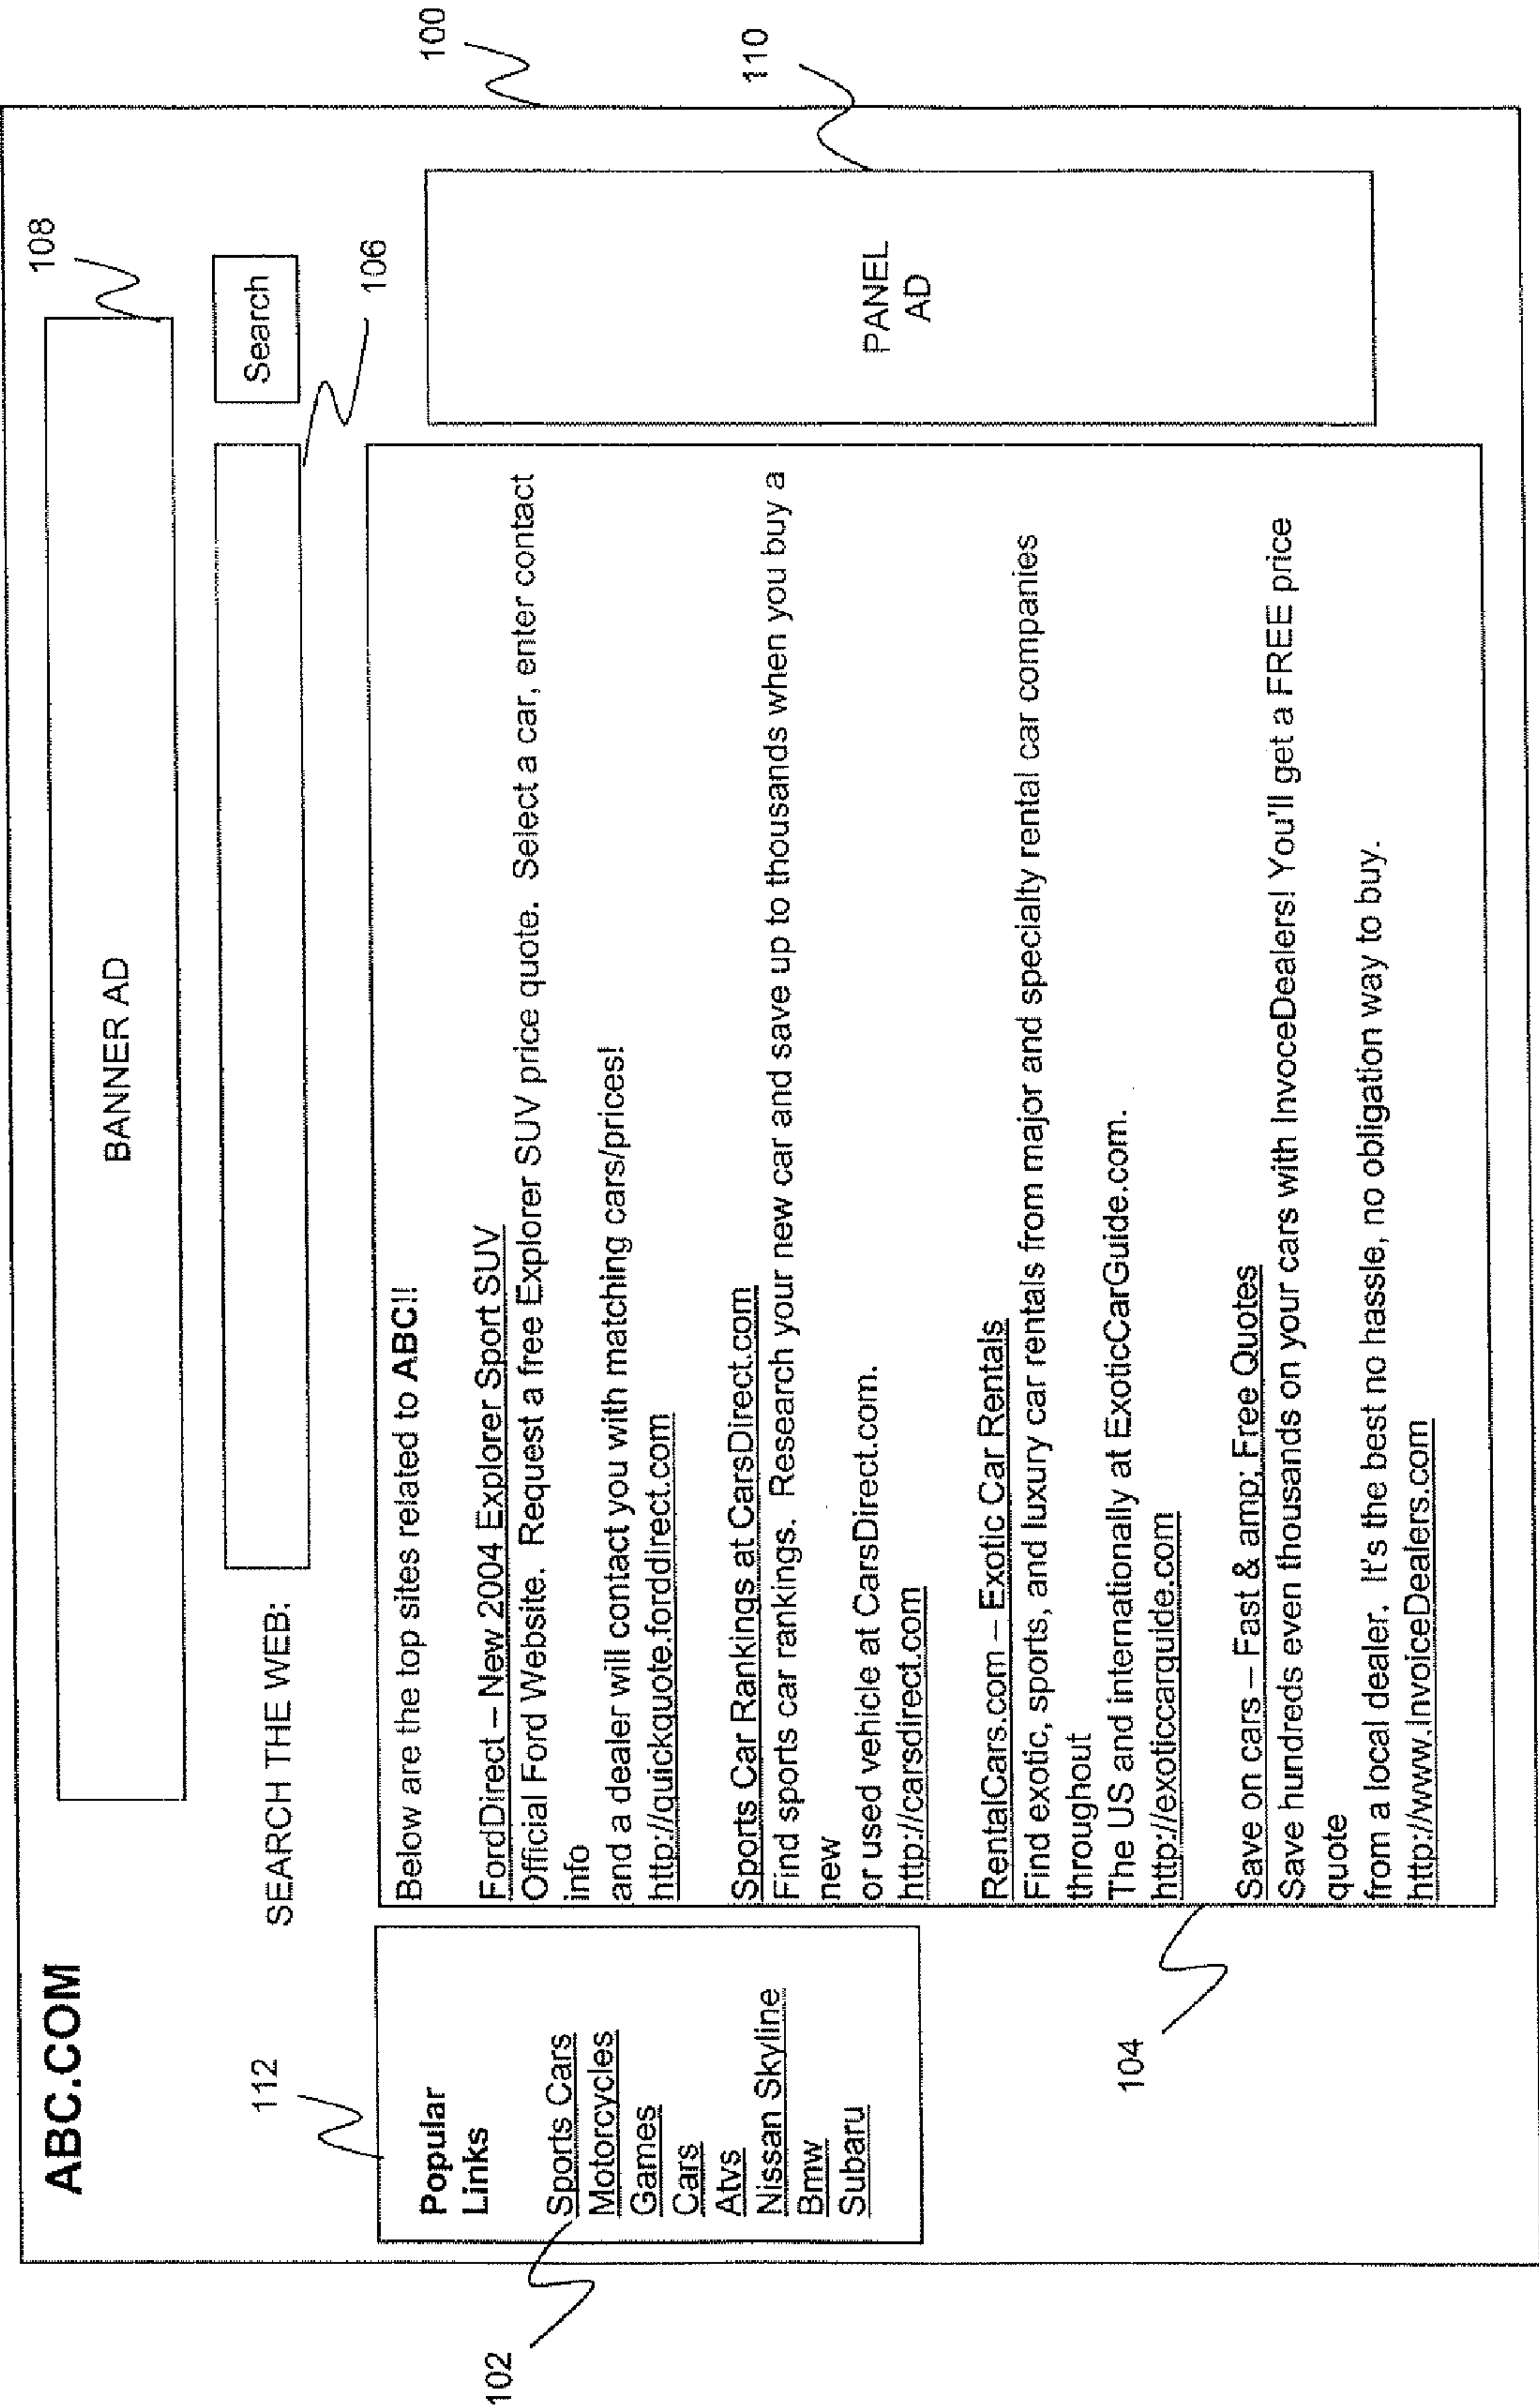 ABC.COM
BANNER AD
108
100
SEARCH THE WEB:
Search
106
110
112
Popular
Links
Sports Cars
Motorcycles
Games
Cars
Atvs
Nissan Skyline
Bmw
Subaru
102
Below are the top sites related to ABC!!
FordDirect – New 2004 Explorer Sport SUV
Official Ford Website. Request a free Explorer SUV price quote. Select a car, enter contact
info
and a dealer will contact you with matching cars/prices!
http://quickquote.forddirect.com
Sports Car Rankings at CarsDirect.com
Find sports car rankings. Research your new car and save up to thousands when you buy a
new
or used vehicle at CarsDirect.com.
http://carsdirect.com
RentalCars.com – Exotic Car Rentals
Find exotic, sports, and luxury car rentals from major and specialty rental car companies
throughout
The US and internationally at ExoticCarGuide.com.
http://exoticcarguide.com
Save on cars – Fast & amp; Free Quotes
Save hundreds even thousands on your cars with InvoceDealers! You'll get a FREE price
quote
from a local dealer. It's the best no hassle, no obligation way to buy.
http://www.InvoiceDealers.com
104
PANEL
AD